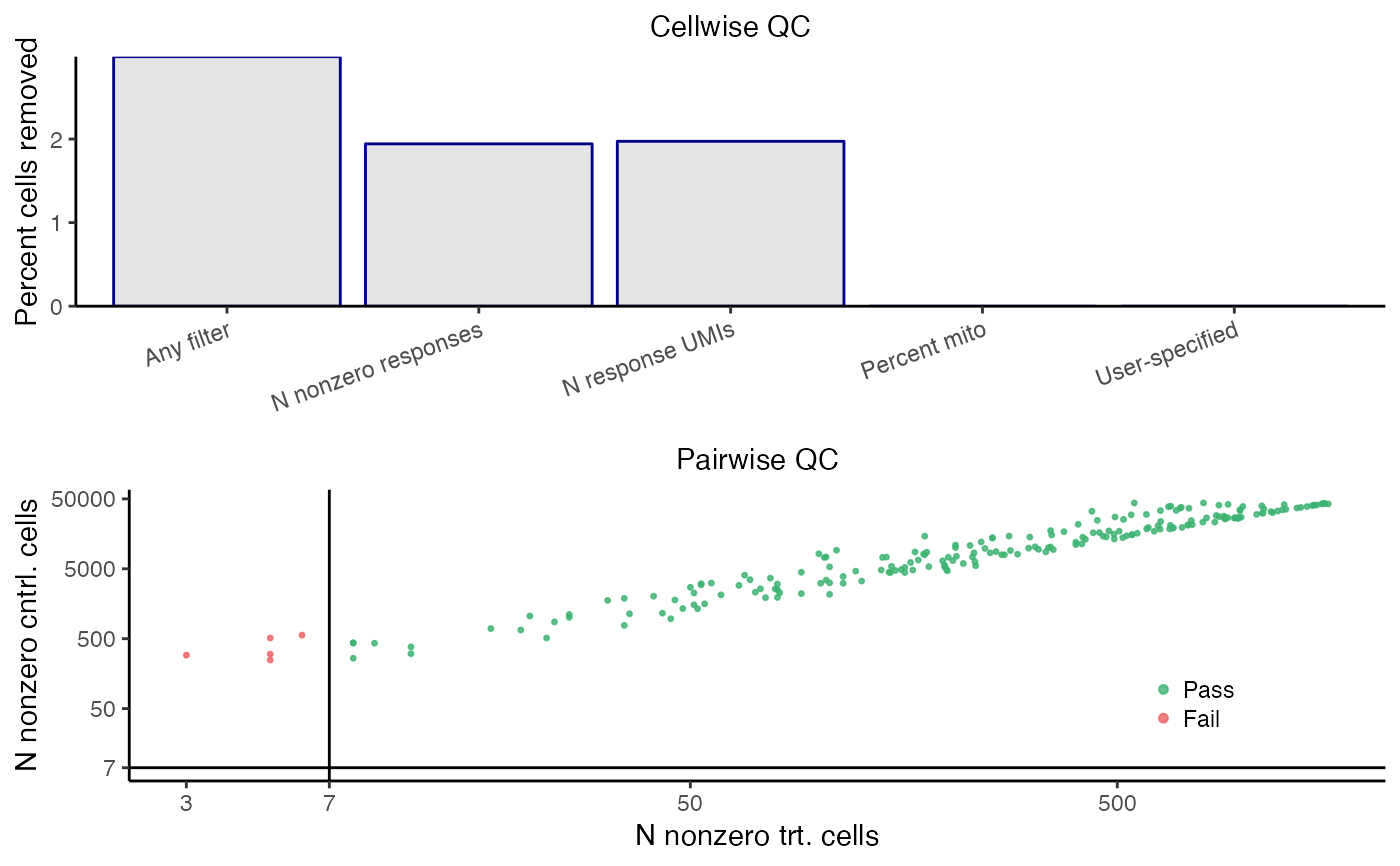 Cellwise QC
Percent cells removed
2
1
0
Any filter
N nonzero responses
N response UMIs
Percent mito
User-specified
Pairwise QC
N nonzero cntrl. cells
50000
5000
500
50
7
Pass
Fail
3
7
50
500
N nonzero trt. cells